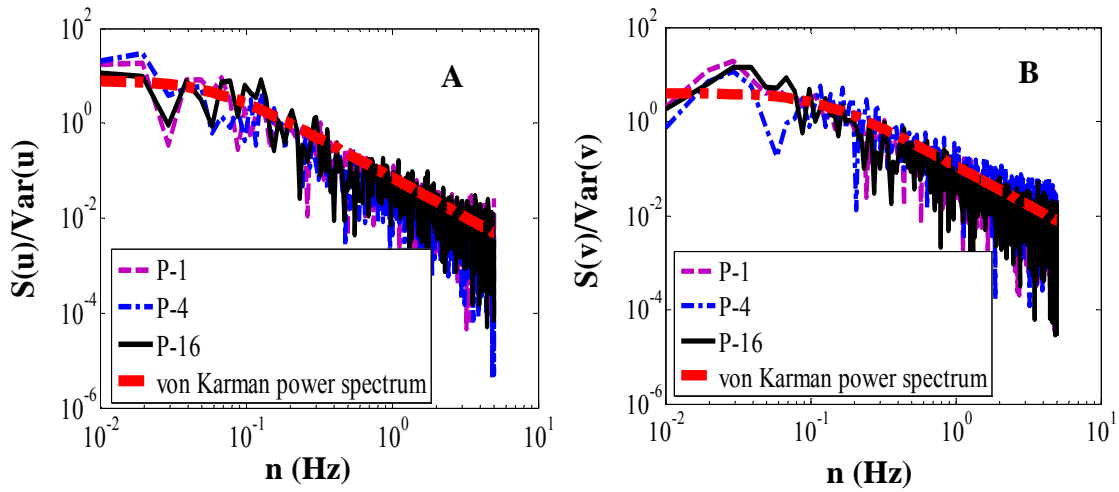 A
S(u)/Var(u)
10^2
10^0
10^-2
10^-4
10^-6
P-1
P-4
P-16
von Karman power spectrum
10^-2 10^-1 10^0 10^1
n (Hz)
B
S(v)/Var(v)
10^2
10^0
10^-2
10^-4
10^-6
P-1
P-4
P-16
von Karman power spectrum
10^-2 10^-1 10^0 10^1
n (Hz)